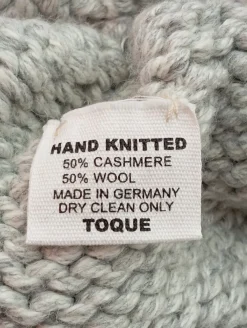 HAND KNITTED
50% CASHMERE
50% WOOL
MADE IN GERMANY
DRY CLEAN ONLY
TOQUE